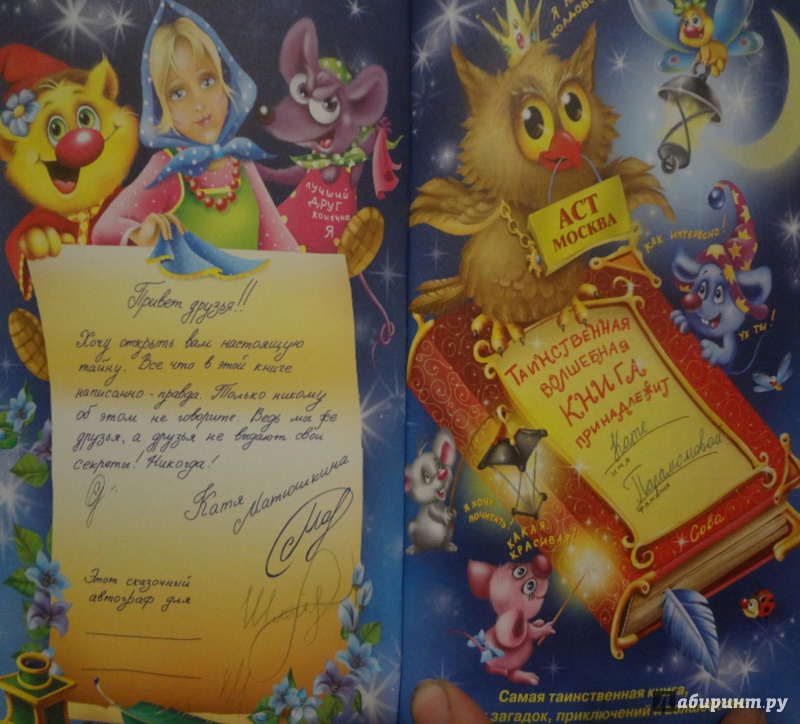 ЛУЧШИЙ
ДРУГ
КОНЕЧНО
Я
Привет друзья!!
Хочу открыть вам настоящую
тайну. Все что в этой книге
написанно - правда. Только никому
об этом не говорите. Ведь мы же
друзья, а друзья не выдают свои
секреты! Никогда!
Катя Матюшкина
Этот сказочный
автограф для
АСТ
МОСКВА
КАК ИНТЕРЕСНО!
УХ ТЫ!
ТАИНСТВЕННАЯ
ВОЛШЕБНАЯ
КНИГА
ПРИНАДЛЕЖИТ
Кате
имя
Парамоновой
фамилия
Сова
Я ХОЧУ
ПОЧИТАТЬ!
КАКАЯ
КРАСИВАЯ!
Самая таинственная книга,
загадок, приключений и
Лабиринт.ру